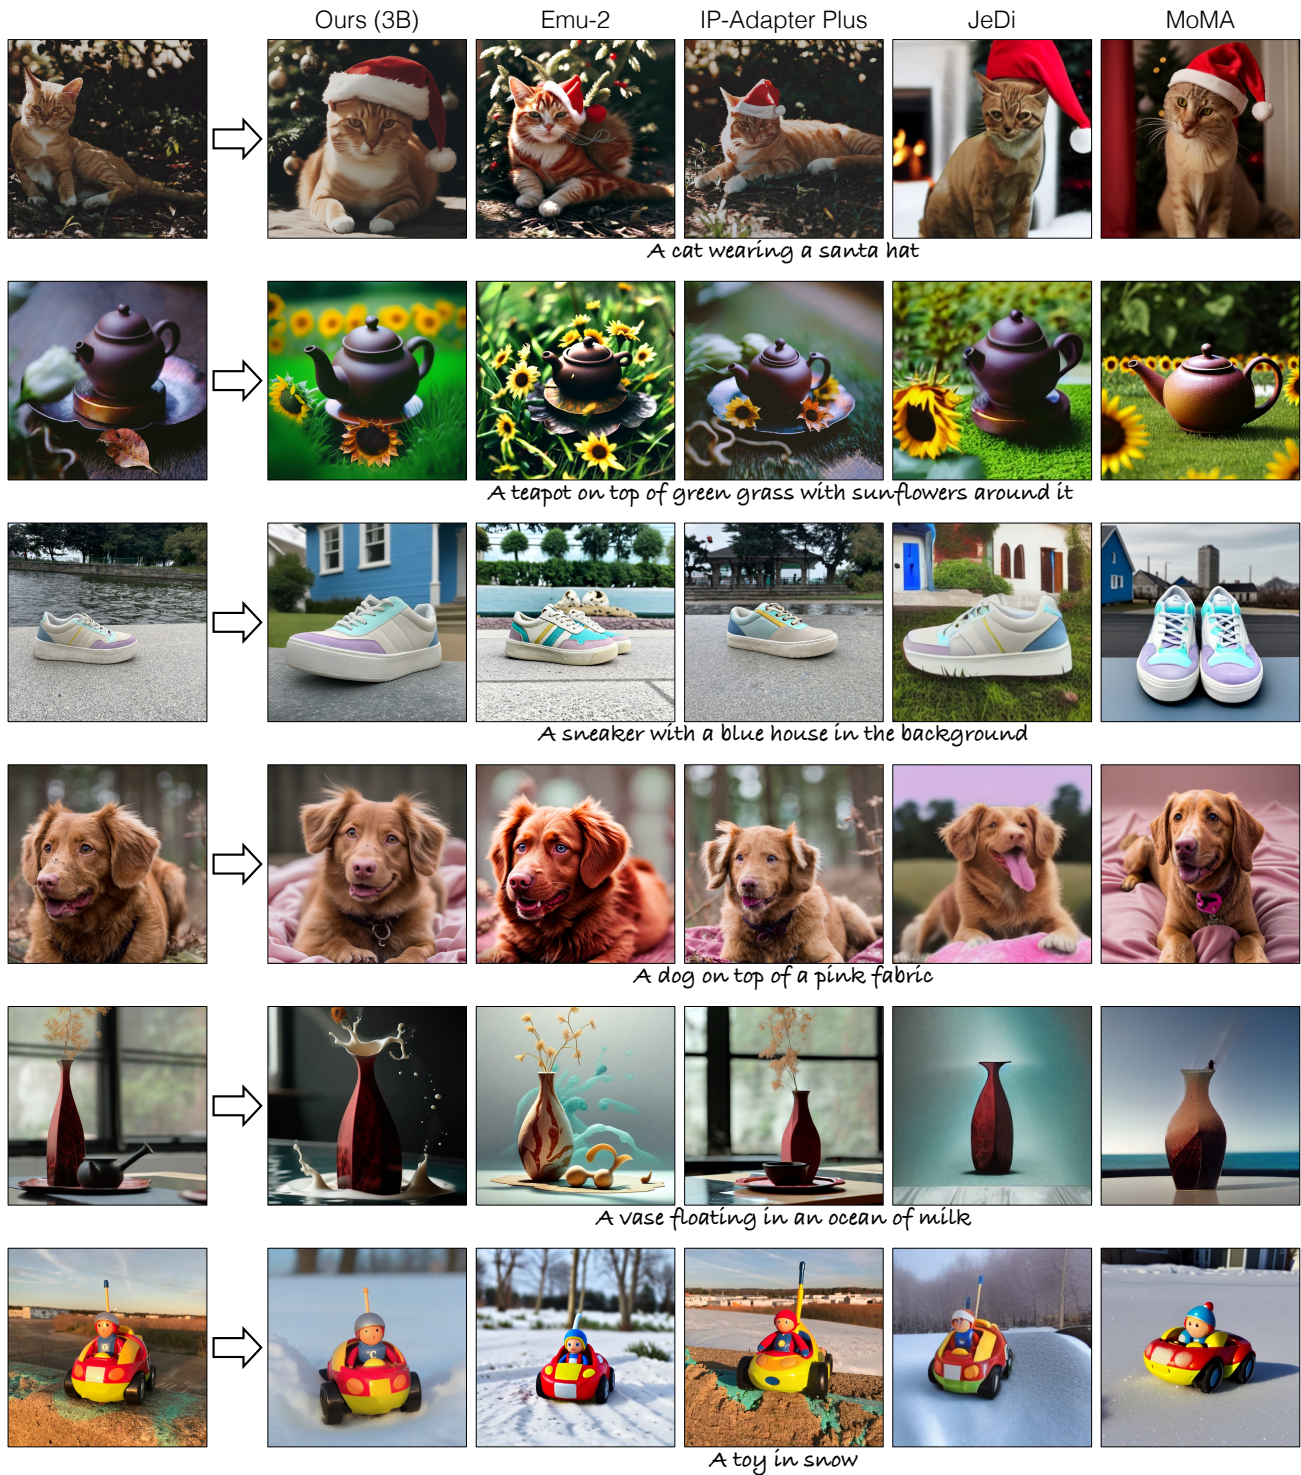 Ours (3B) Emu-2 IP-Adapter Plus JeDi MoMA
A cat wearing a santa hat
A teapot on top of green grass with sunflowers around it
A sneaker with a blue house in the background
A dog on top of a pink fabric
A vase floating in an ocean of milk
A toy in snow